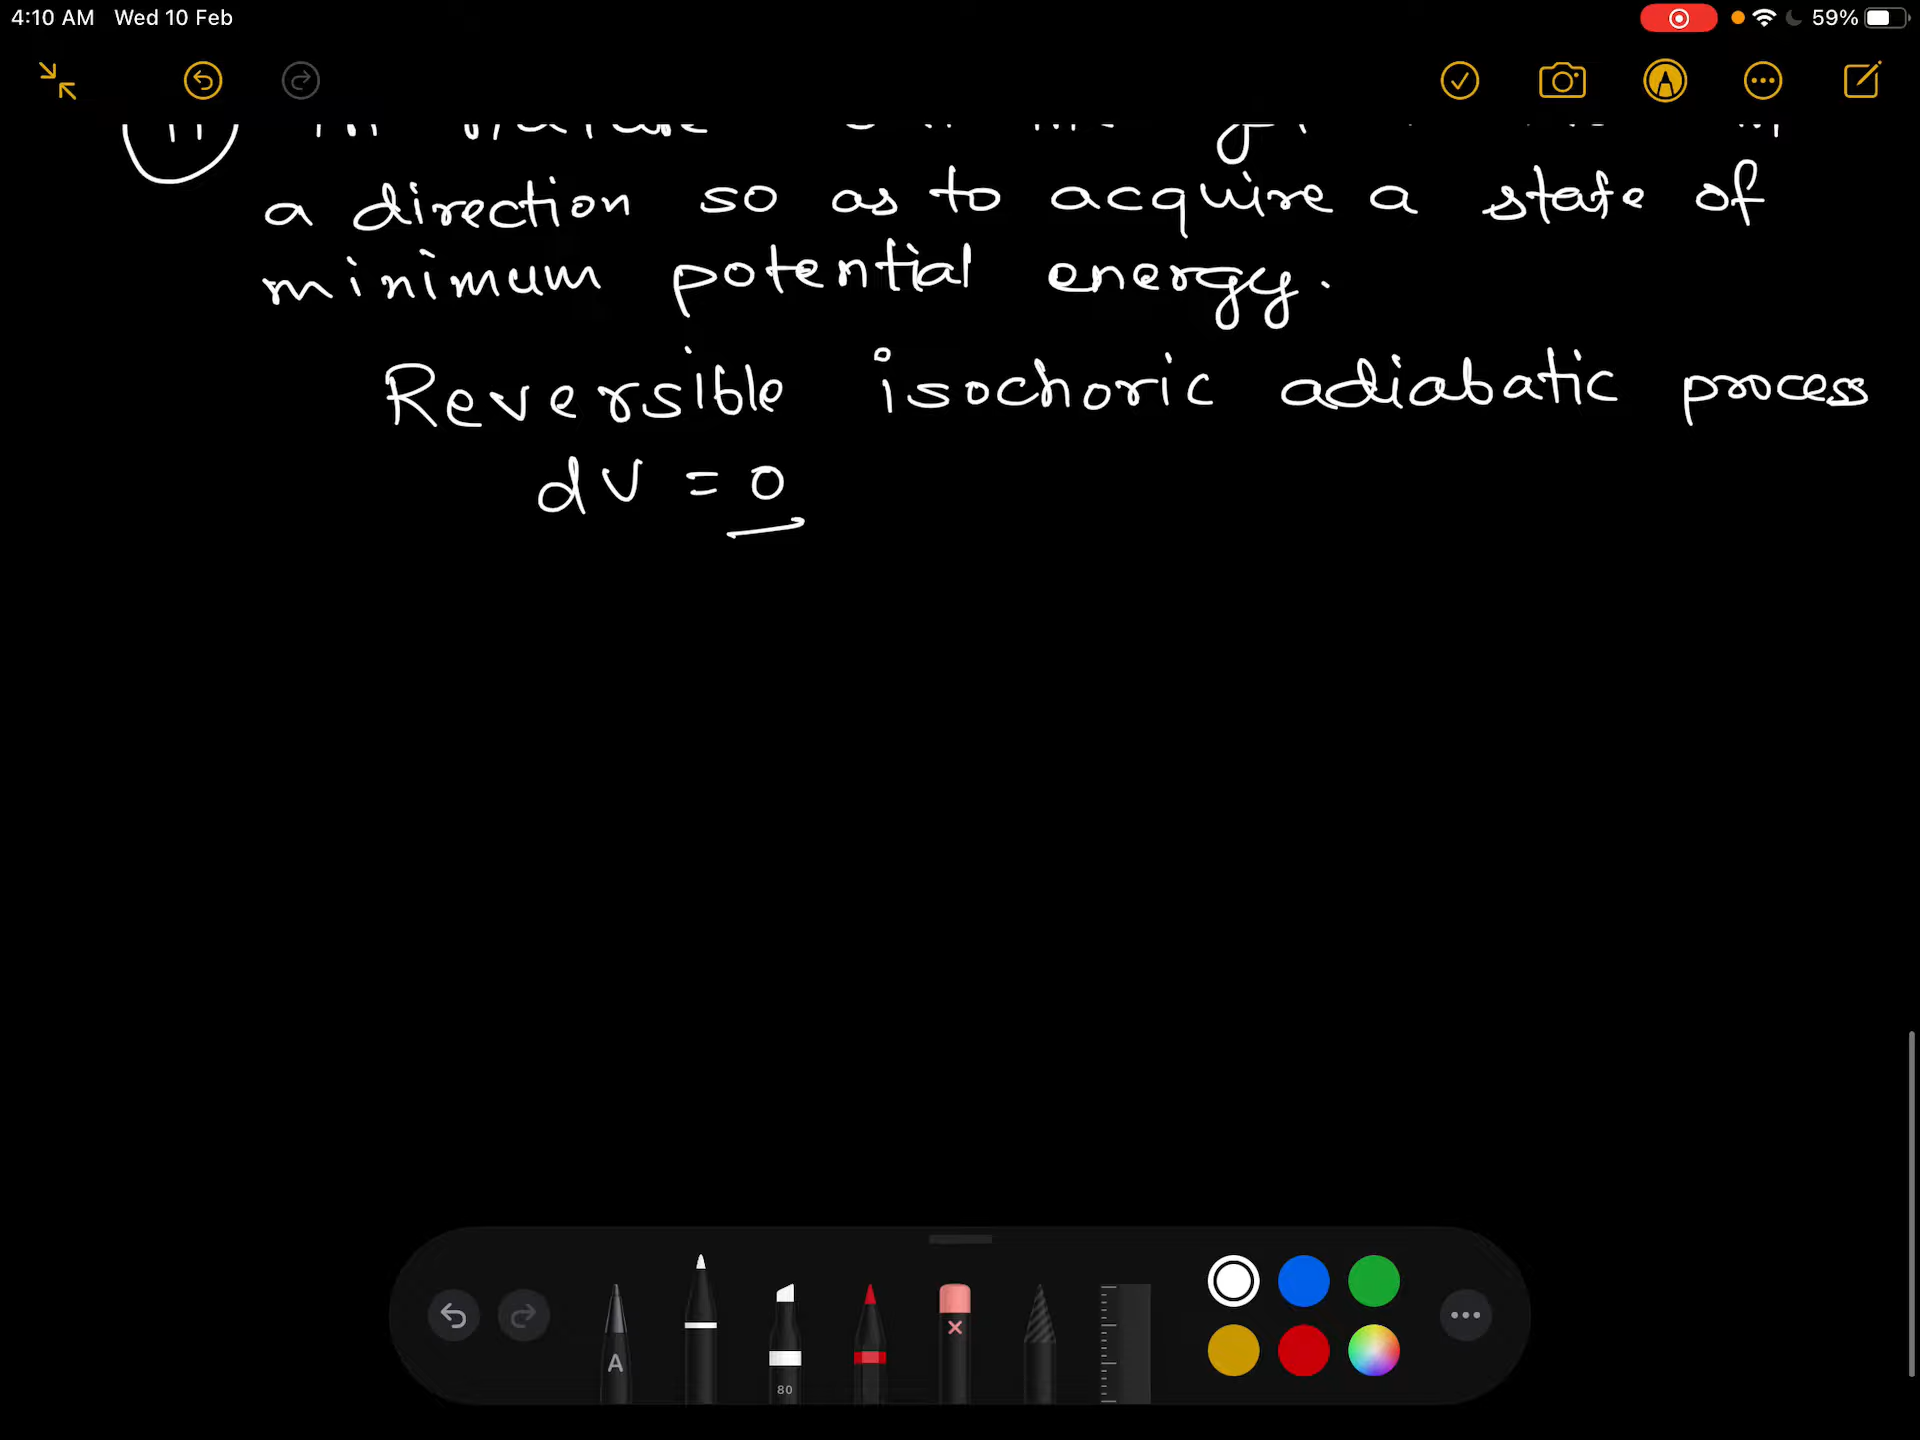 4:10 AM Wed 10 Feb
59%
a direction so as to acquire a state of
minimum potential energy.
Reversible isochoric adiabatic process
dV = 0
A
80